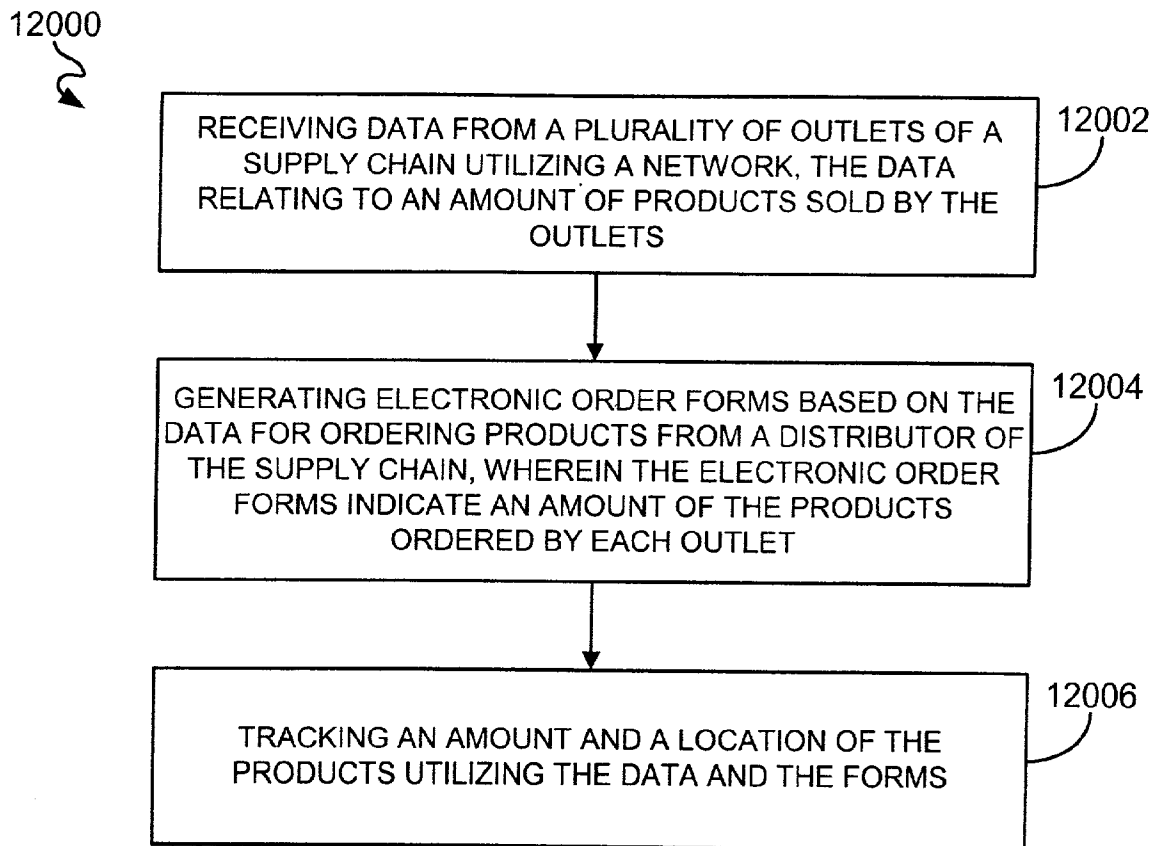 12000
RECEIVING DATA FROM A PLURALITY OF OUTLETS OF A
SUPPLY CHAIN UTILIZING A NETWORK, THE DATA
RELATING TO AN AMOUNT OF PRODUCTS SOLD BY THE
OUTLETS
12002
GENERATING ELECTRONIC ORDER FORMS BASED ON THE
DATA FOR ORDERING PRODUCTS FROM A DISTRIBUTOR OF
THE SUPPLY CHAIN, WHEREIN THE ELECTRONIC ORDER
FORMS INDICATE AN AMOUNT OF THE PRODUCTS
ORDERED BY EACH OUTLET
12004
TRACKING AN AMOUNT AND A LOCATION OF THE
PRODUCTS UTILIZING THE DATA AND THE FORMS
12006